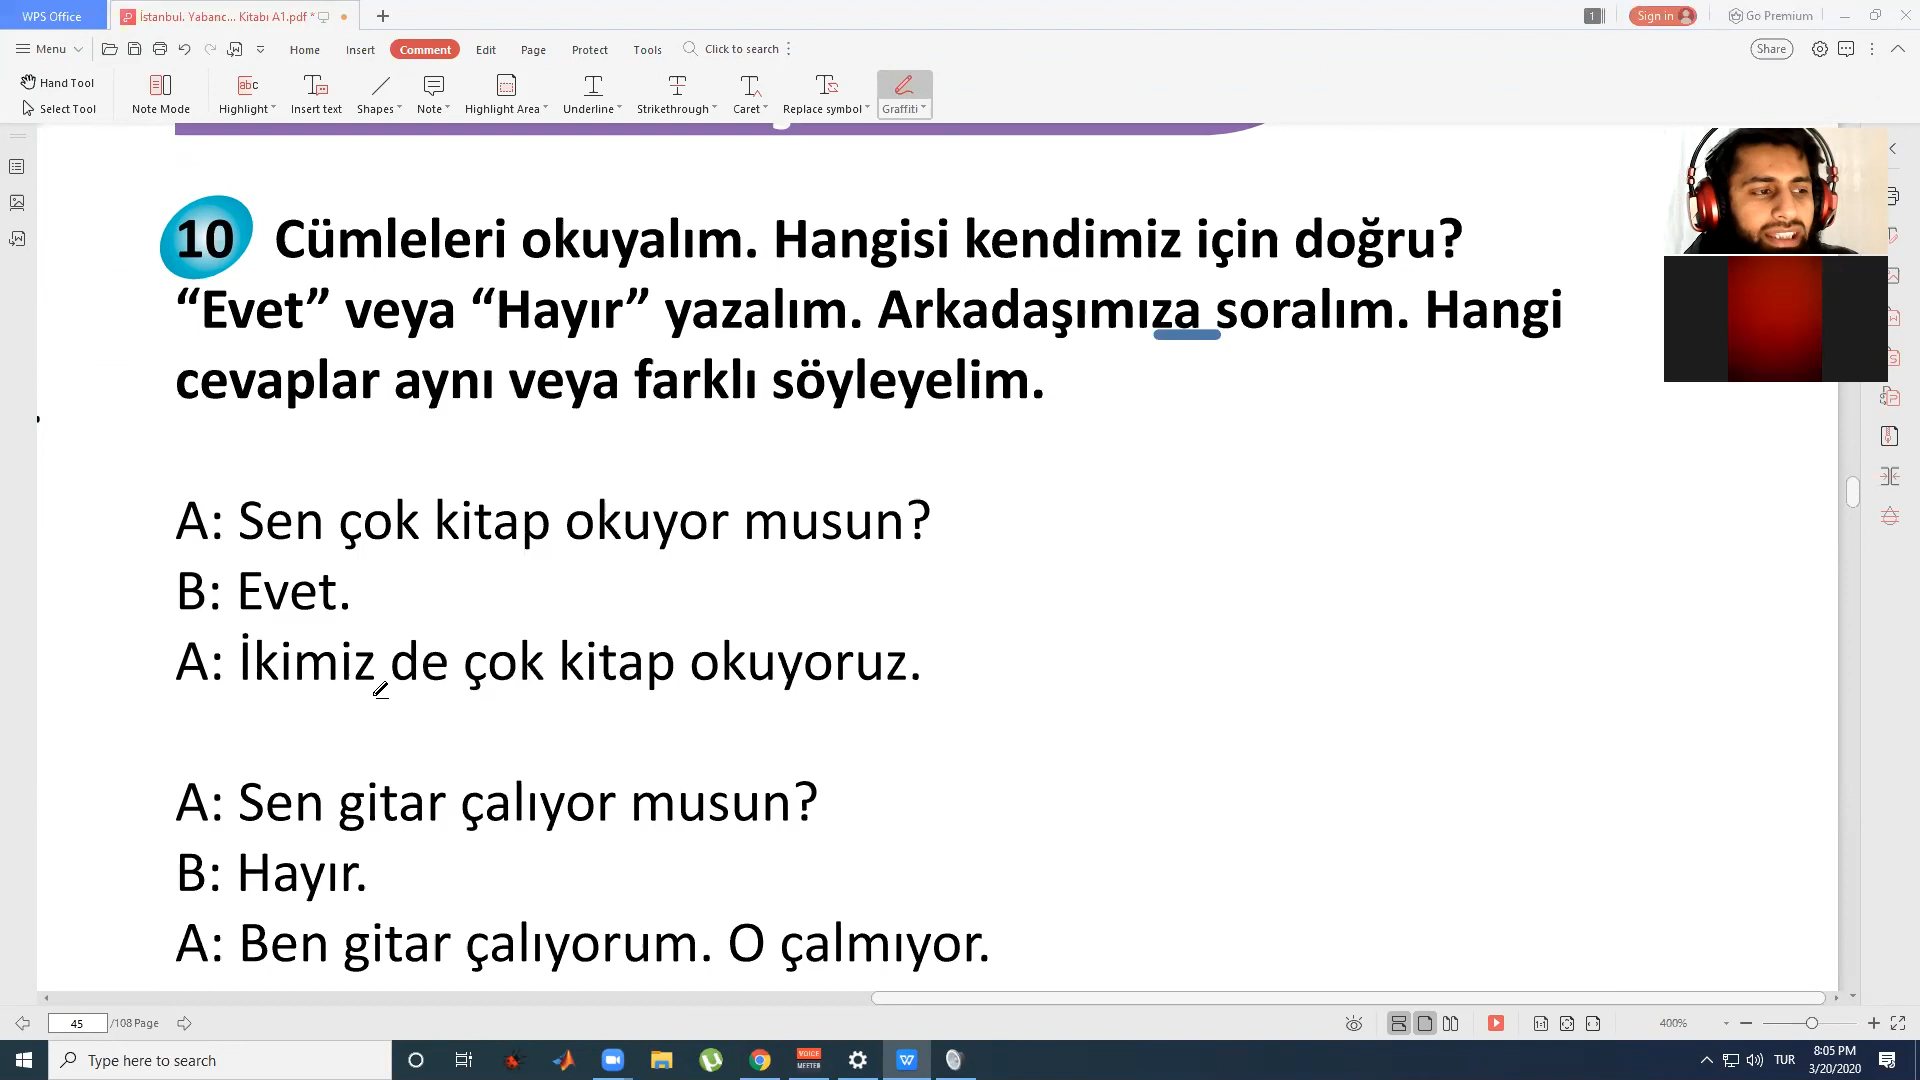 WPS Office
İstanbul. Yabanc... Kitabı A1.pdf *
1
Sign in
Go Premium
Menu
Home
Insert
Comment
Edit
Page
Protect
Tools
Click to search
Share
Hand Tool
Select Tool
Note Mode
Highlight
Insert text
Shapes
Note
Highlight Area
Underline
Strikethrough
Caret
Replace symbol
Graffiti
10 Cümleleri okuyalım. Hangisi kendimiz için doğru?
“Evet” veya “Hayır” yazalım. Arkadaşımıza soralım. Hangi
cevaplar aynı veya farklı söyleyelim.
A: Sen çok kitap okuyor musun?
B: Evet.
A: İkimiz de çok kitap okuyoruz.
A: Sen gitar çalıyor musun?
B: Hayır.
A: Ben gitar çalıyorum. O çalmıyor.
45 /108 Page
400%
Type here to search
VOICE
MEETER
TUR
8:05 PM
3/20/2020